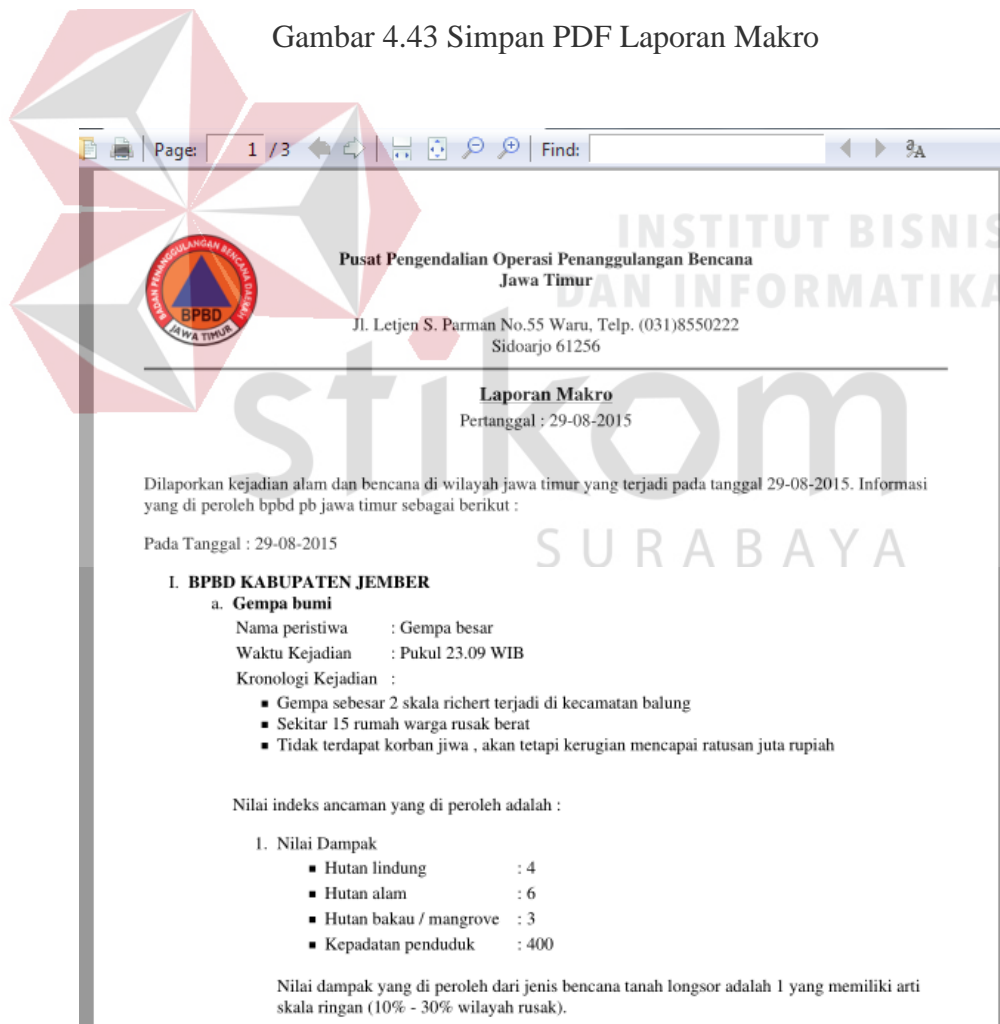 Gambar 4.43 Simpan PDF Laporan Makro
Page: 1 / 3 Find:
INSTITUT BISNIS
DAN INFORMATIKA
stikom
SURABAYA
BADAN PENANGGULANGAN BENCANA DAERAH
BPBD
JAWA TIMUR
Pusat Pengendalian Operasi Penanggulangan Bencana
Jawa Timur
Jl. Letjen S. Parman No.55 Waru, Telp. (031)8550222
Sidoarjo 61256
Laporan Makro
Pertanggal : 29-08-2015
Dilaporkan kejadian alam dan bencana di wilayah jawa timur yang terjadi pada tanggal 29-08-2015. Informasi
yang di peroleh bpbd pb jawa timur sebagai berikut :
Pada Tanggal : 29-08-2015
I. BPBD KABUPATEN JEMBER
a. Gempa bumi
Nama peristiwa : Gempa besar
Waktu Kejadian : Pukul 23.09 WIB
Kronologi Kejadian :
▪ Gempa sebesar 2 skala richert terjadi di kecamatan balung
▪ Sekitar 15 rumah warga rusak berat
▪ Tidak terdapat korban jiwa , akan tetapi kerugian mencapai ratusan juta rupiah
Nilai indeks ancaman yang di peroleh adalah :
1. Nilai Dampak
▪ Hutan lindung : 4
▪ Hutan alam : 6
▪ Hutan bakau / mangrove : 3
▪ Kepadatan penduduk : 400
Nilai dampak yang di peroleh dari jenis bencana tanah longsor adalah 1 yang memiliki arti
skala ringan (10% - 30% wilayah rusak).